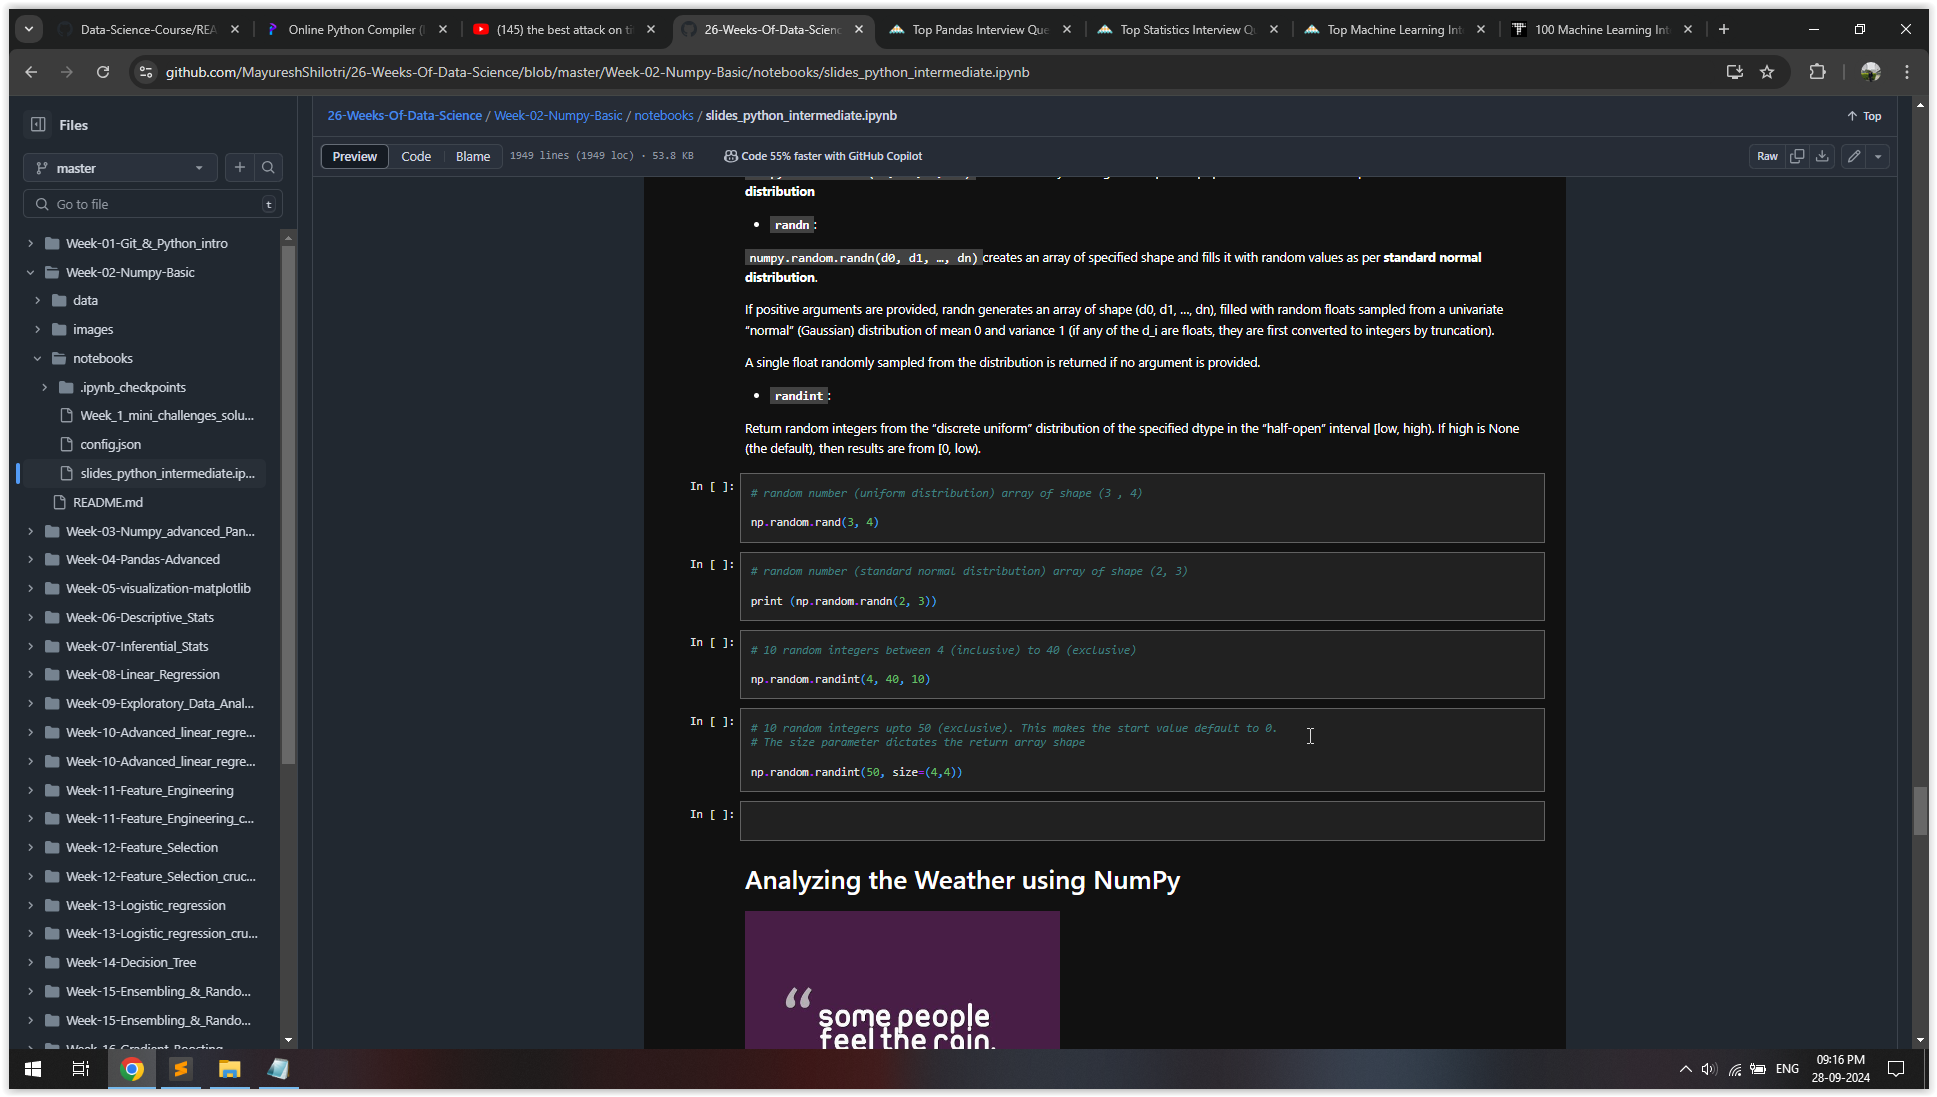 Data-Science-Course/REA
Online Python Compiler (
(145) the best attack on ti
26-Weeks-Of-Data-Scienc
Top Pandas Interview Que
Top Statistics Interview Q
Top Machine Learning Int
100 Machine Learning Int
github.com/MayureshShilotri/26-Weeks-Of-Data-Science/blob/master/Week-02-Numpy-Basic/notebooks/slides_python_intermediate.ipynb
Files
master
Go to file
t
Week-01-Git_&_Python_intro
Week-02-Numpy-Basic
data
images
notebooks
.ipynb_checkpoints
Week_1_mini_challenges_solu...
config.json
slides_python_intermediate.ip...
README.md
Week-03-Numpy_advanced_Pan...
Week-04-Pandas-Advanced
Week-05-visualization-matplotlib
Week-06-Descriptive_Stats
Week-07-Inferential_Stats
Week-08-Linear_Regression
Week-09-Exploratory_Data_Anal...
Week-10-Advanced_linear_regre...
Week-10-Advanced_linear_regre...
Week-11-Feature_Engineering
Week-11-Feature_Engineering_c...
Week-12-Feature_Selection
Week-12-Feature_Selection_cruc...
Week-13-Logistic_regression
Week-13-Logistic_regression_cru...
Week-14-Decision_Tree
Week-15-Ensembling_&_Rando...
Week-15-Ensembling_&_Rando...
Week-16-Gradient_Boosting
26-Weeks-Of-Data-Science / Week-02-Numpy-Basic / notebooks / slides_python_intermediate.ipynb
Top
Preview Code Blame 1949 lines (1949 loc) · 53.8 KB Code 55% faster with GitHub Copilot
Raw
distribution
• randn:
numpy.random.randn(d0, d1, …, dn) creates an array of specified shape and fills it with random values as per standard normal
distribution.
If positive arguments are provided, randn generates an array of shape (d0, d1, …, dn), filled with random floats sampled from a univariate
“normal” (Gaussian) distribution of mean 0 and variance 1 (if any of the d_i are floats, they are first converted to integers by truncation).
A single float randomly sampled from the distribution is returned if no argument is provided.
• randint:
Return random integers from the “discrete uniform” distribution of the specified dtype in the “half-open” interval [low, high). If high is None
(the default), then results are from [0, low).
In [ ]:
# random number (uniform distribution) array of shape (3 , 4)
np.random.rand(3, 4)
In [ ]:
# random number (standard normal distribution) array of shape (2, 3)
print (np.random.randn(2, 3))
In [ ]:
# 10 random integers between 4 (inclusive) to 40 (exclusive)
np.random.randint(4, 40, 10)
In [ ]:
# 10 random integers upto 50 (exclusive). This makes the start value default to 0.
# The size parameter dictates the return array shape
np.random.randint(50, size=(4,4))
In [ ]:
Analyzing the Weather using NumPy
“ some people
feel the rain.
ENG
09:16 PM
28-09-2024